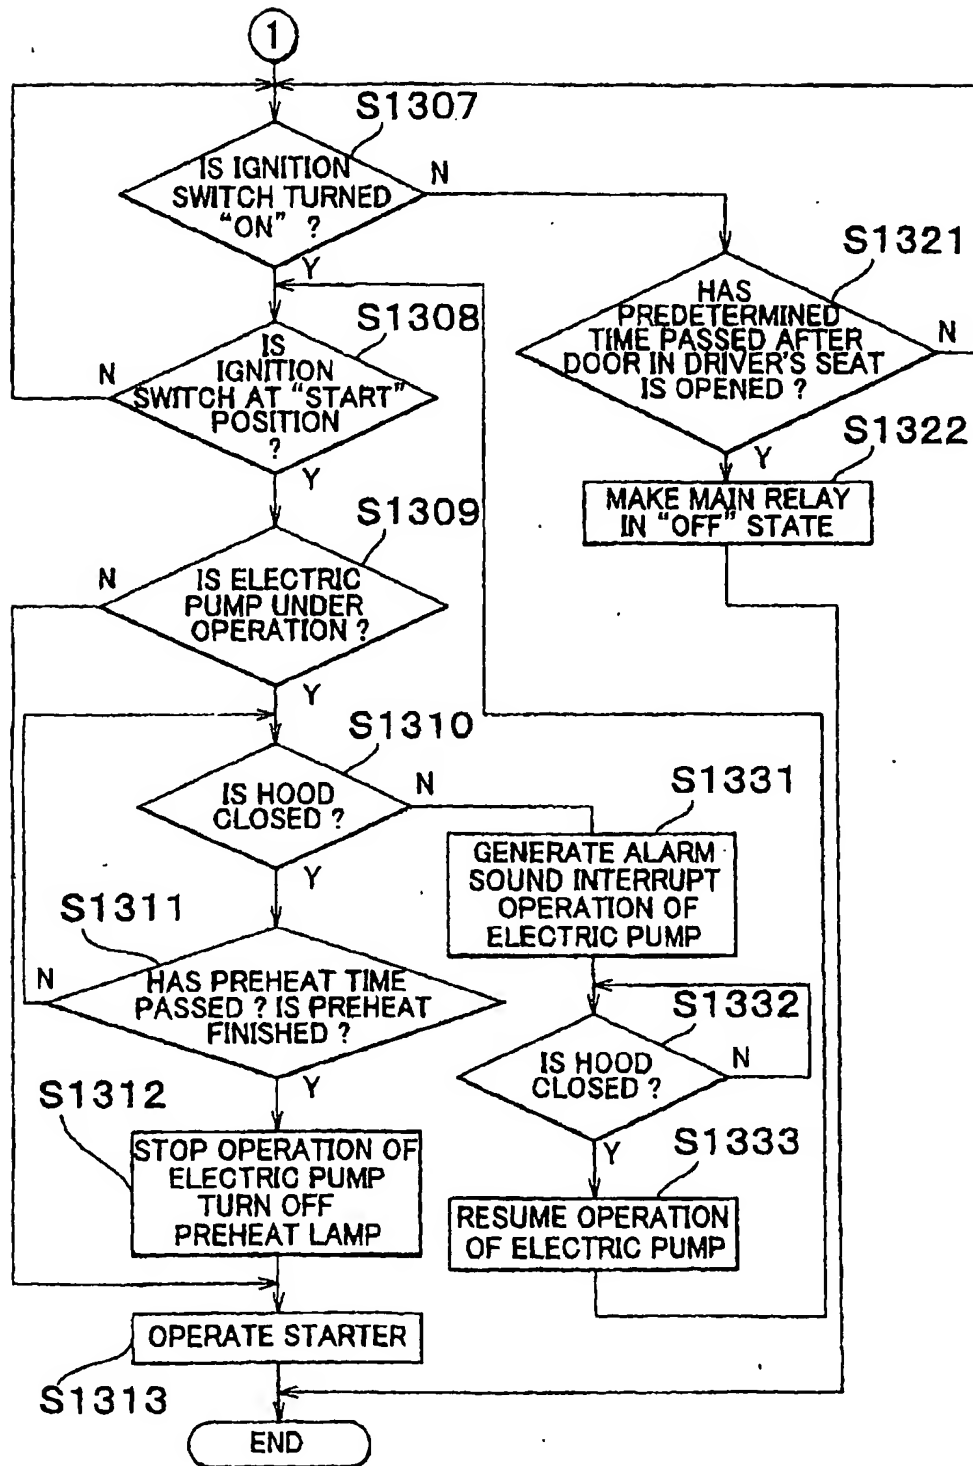 1
S1307
IS IGNITION
SWITCH TURNED
"ON" ?
N
Y
S1321
HAS
PREDETERMINED
TIME PASSED AFTER
DOOR IN DRIVER'S SEAT
IS OPENED ?
N
Y
S1308
IS
IGNITION
SWITCH AT "START"
POSITION
?
N
Y
S1322
MAKE MAIN RELAY
IN "OFF" STATE
S1309
IS ELECTRIC
PUMP UNDER
OPERATION ?
N
Y
S1310
IS HOOD
CLOSED ?
N
Y
S1331
GENERATE ALARM
SOUND INTERRUPT
OPERATION OF
ELECTRIC PUMP
S1311
HAS PREHEAT TIME
PASSED ? IS PREHEAT
FINISHED ?
N
Y
S1332
IS HOOD
CLOSED ?
N
Y
S1312
STOP OPERATION OF
ELECTRIC PUMP
TURN OFF
PREHEAT LAMP
S1333
RESUME OPERATION
OF ELECTRIC PUMP
OPERATE STARTER
S1313
END